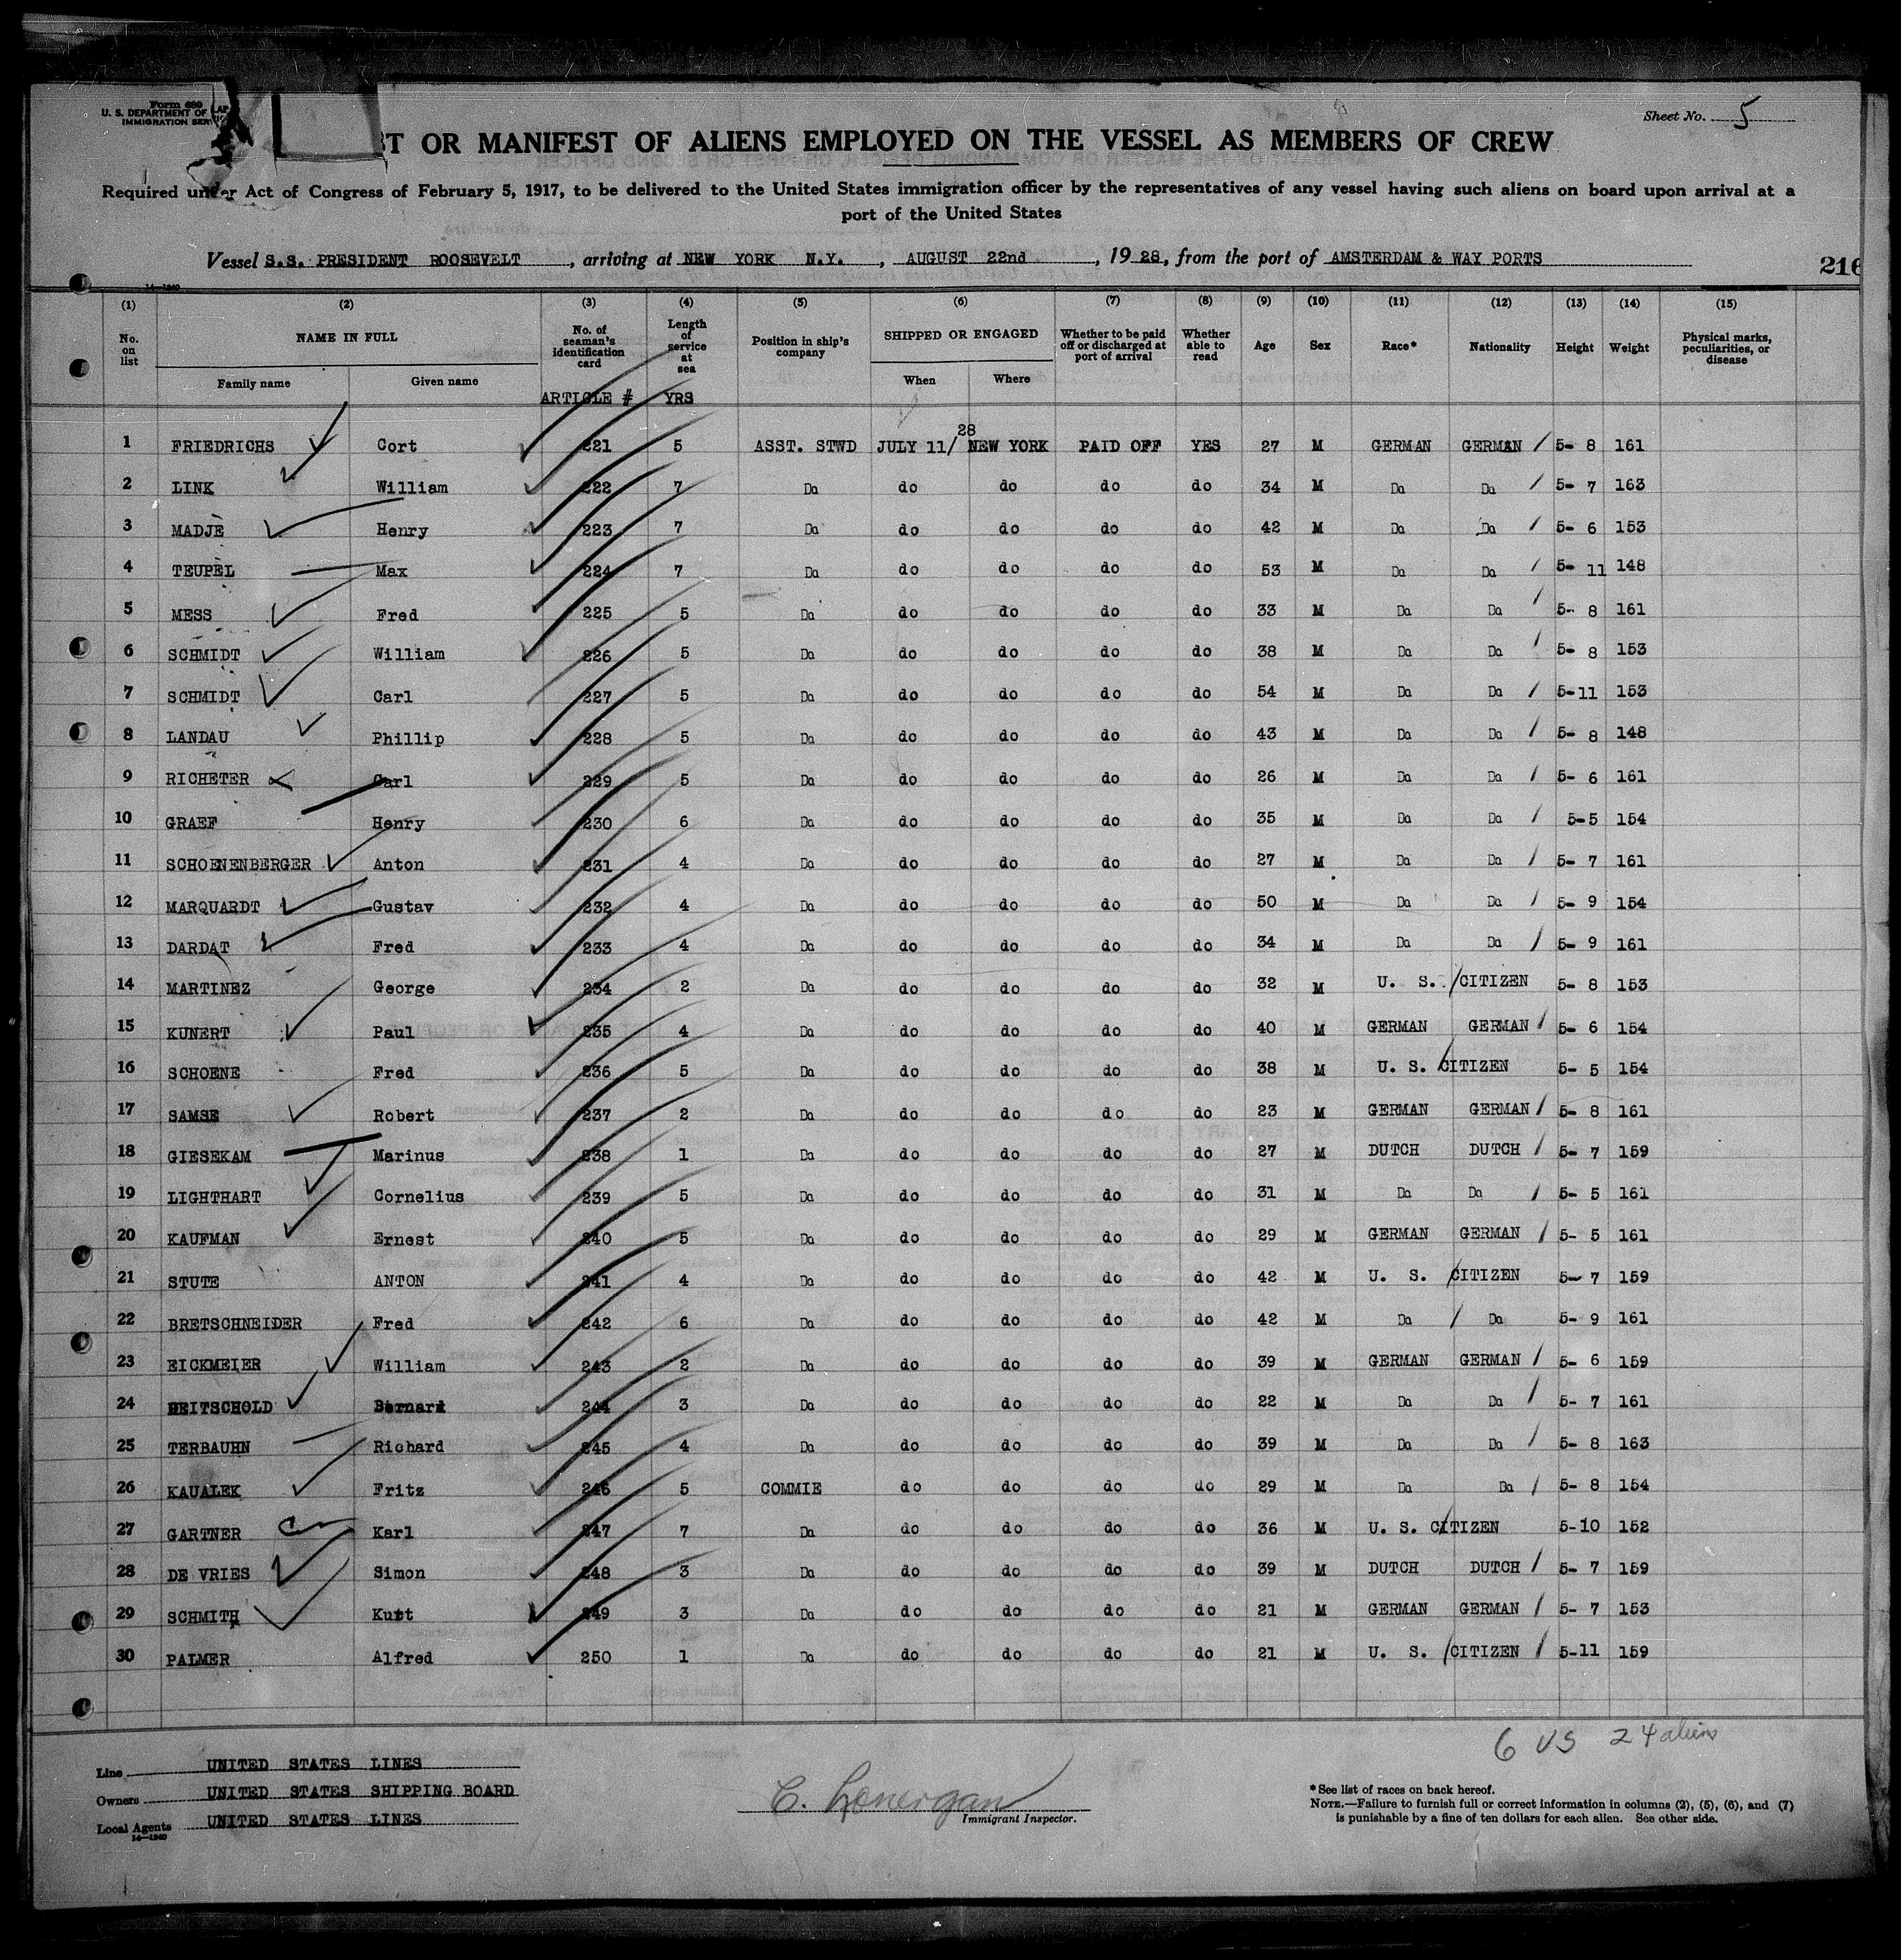 Form 689
U. S. DEPARTMENT OF
IMMIGRATION
Sheet No. 5
OR MANIFEST OF ALIENS EMPLOYED ON THE VESSEL AS MEMBERS OF CREW
Required under Act of Congress of February 5, 1917, to be delivered to the United States immigration officer by the representatives of any vessel having such aliens on board upon arrival at a
port of the United States
Vessel S.S. PRESIDENT ROOSEVELT, arriving at NEW YORK N.Y., AUGUST 22nd, 1928, from the port of AMSTERDAM & WAY PORTS
216
14—1240
(1) (2) (3) (4) (5) (6) (7) (8) (9) (10) (11) (12) (13) (14) (15)
No. on list NAME IN FULL No. of seaman's identification card Length of service at sea Position in ship's company SHIPPED OR ENGAGED Whether to be paid off or discharged at port of arrival Whether able to read Age Sex Race* Nationality Height Weight Physical marks, peculiarities, or disease
Family name Given name When Where
ARTICLE # YRS
1 FRIEDRICHS Cort 221 5 ASST. STWD JULY 11/28 NEW YORK PAID OFF YES 27 M GERMAN GERMAN 5- 8 161
2 LINK William 222 7 Do do do do do 34 M Do Do 5- 7 163
3 MADJE Henry 223 7 Do do do do do 42 M Do Do 5- 6 153
4 TEUPEL Max 224 7 Do do do do do 53 M Do Do 5- 11 148
5 MESS Fred 225 5 Do do do do do 33 M Do Do 5- 8 161
6 SCHMIDT William 226 5 Do do do do do 38 M Do Do 5- 8 153
7 SCHMIDT Carl 227 5 Do do do do do 54 M Do Do 5-11 153
8 LANDAU Phillip 228 5 Do do do do do 43 M Do Do 5- 8 148
9 RICHETER Carl 229 5 Do do do do do 26 M Do Do 5- 6 161
10 GRAEF Henry 230 6 Do do do do do 35 M Do Do 5-5 154
11 SCHOENENBERGER Anton 231 4 Do do do do do 27 M Do Do 5- 7 161
12 MARQUARDT Gustav 232 4 Do do do do do 50 M Do Do 5- 9 154
13 DARDAT Fred 233 4 Do do do do do 34 M Do Do 5- 9 161
14 MARTINEZ George 234 2 Do do do do do 32 M U. S. CITIZEN 5- 8 153
15 KUNERT Paul 235 4 Do do do do do 40 M GERMAN GERMAN 5- 6 154
16 SCHOENE Fred 236 5 Do do do do do 38 M U. S. CITIZEN 5- 5 154
17 SAMSE Robert 237 2 Do do do do do 23 M GERMAN GERMAN 5- 8 161
18 GIESEKAM Marinus 238 1 Do do do do do 27 M DUTCH DUTCH 5- 7 159
19 LIGHTHART Cornelius 239 5 Do do do do do 31 M Do Do 5- 5 161
20 KAUFMAN Ernest 240 5 Do do do do do 29 M GERMAN GERMAN 5- 5 161
21 STUTE ANTON 241 4 Do do do do do 42 M U. S. CITIZEN 5- 7 159
22 BRETSCHNEIDER Fred 242 6 Do do do do do 42 M Do Do 5- 9 161
23 EICKMEIER William 243 2 Do do do do do 39 M GERMAN GERMAN 5- 6 159
24 244 3 Do do do do do 22 M Do Do 5- 7 161
25 TERBAUHN Richard 245 4 Do do do do do 39 M Do Do 5- 8 163
26 KAUALEK Fritz 246 5 COMMIE do do do do 29 M Do Do 5- 8 154
27 GARTNER Karl 247 7 Do do do do do 36 M U. S. CITIZEN 5-10 152
28 DE VRIES Simon 248 3 Do do do do do 39 M DUTCH DUTCH 5- 7 159
29 SCHMITH Kurt 249 3 Do do do do do 21 M GERMAN GERMAN 5- 7 153
30 PALMER Alfred 250 1 Do do do do do 21 M U. S. CITIZEN 5-11 159
6 US 24 aliens
Line UNITED STATES LINES
Owners UNITED STATES SHIPPING BOARD
Local Agents UNITED STATES LINES
14—1240
C. Lonergan
Immigrant Inspector.
*See list of races on back hereof.
NOTE.—Failure to furnish full or correct information in columns (2), (5), (6), and (7)
is punishable by a fine of ten dollars for each alien. See other side.